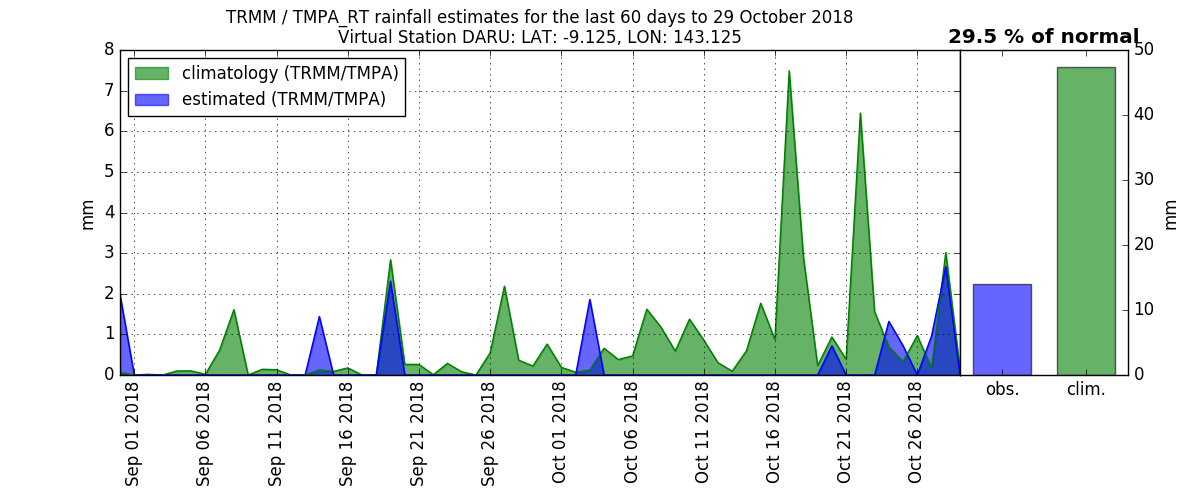 TRMM / TMPA_RT rainfall estimates for the last 60 days to 29 October 2018
Virtual Station DARU: LAT: -9.125, LON: 143.125
29.5 % of normal
climatology (TRMM/TMPA)
estimated (TRMM/TMPA)
8
7
6
5
4
3
2
1
0
mm
Sep 01 2018
Sep 06 2018
Sep 11 2018
Sep 16 2018
Sep 21 2018
Sep 26 2018
Oct 01 2018
Oct 06 2018
Oct 11 2018
Oct 16 2018
Oct 21 2018
Oct 26 2018
obs.
clim.
50
40
30
20
10
0
mm